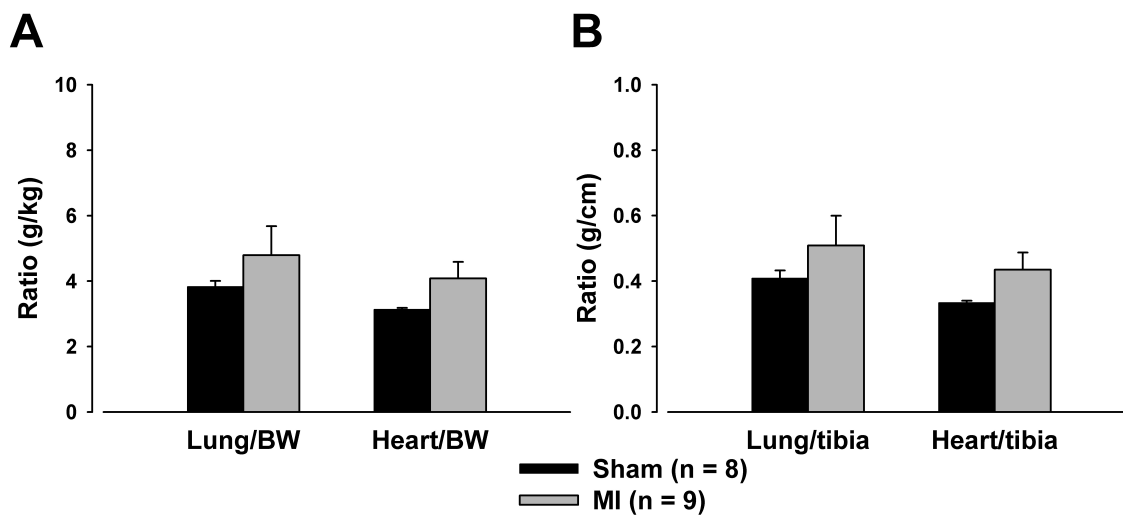 A
B
Ratio (g/kg)
10
8
6
4
2
0
Lung/BW
Heart/BW
Ratio (g/cm)
1.0
0.8
0.6
0.4
0.2
0.0
Lung/tibia
Heart/tibia
Sham (n = 8)
MI (n = 9)